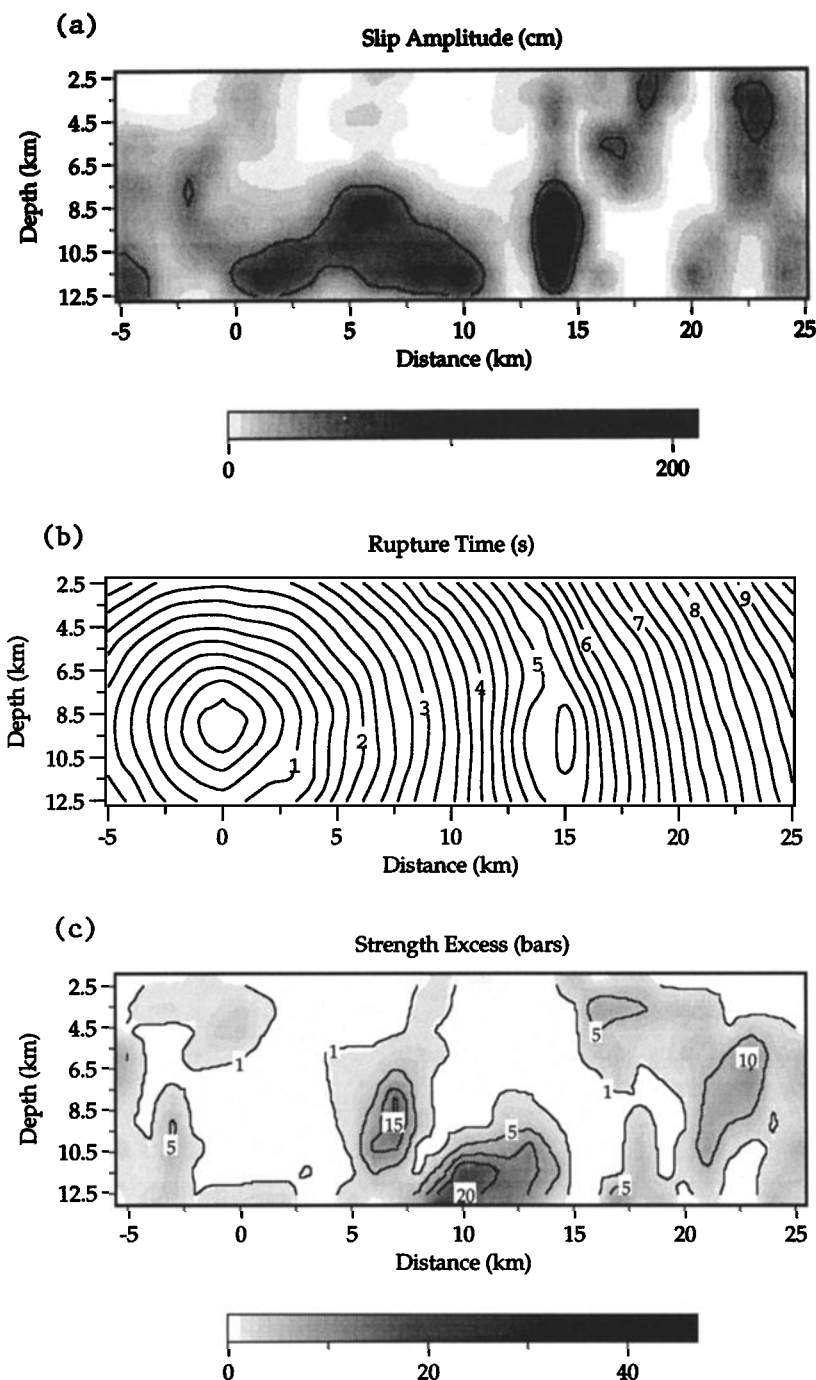 (a)
Slip Amplitude (cm)
2.5
4.5
6.5
8.5
10.5
12.5
Depth (km)
-5 0 5 10 15 20 25
Distance (km)
0 200
(b)
Rupture Time (s)
2.5
4.5
6.5
8.5
10.5
12.5
Depth (km)
1 2 3 4 5 6 7 8 9
-5 0 5 10 15 20 25
Distance (km)
(c)
Strength Excess (bars)
2.5
4.5
6.5
8.5
10.5
12.5
Depth (km)
1 5 1 15 5 20 5 1 5 10
-5 0 5 10 15 20 25
Distance (km)
0 20 40